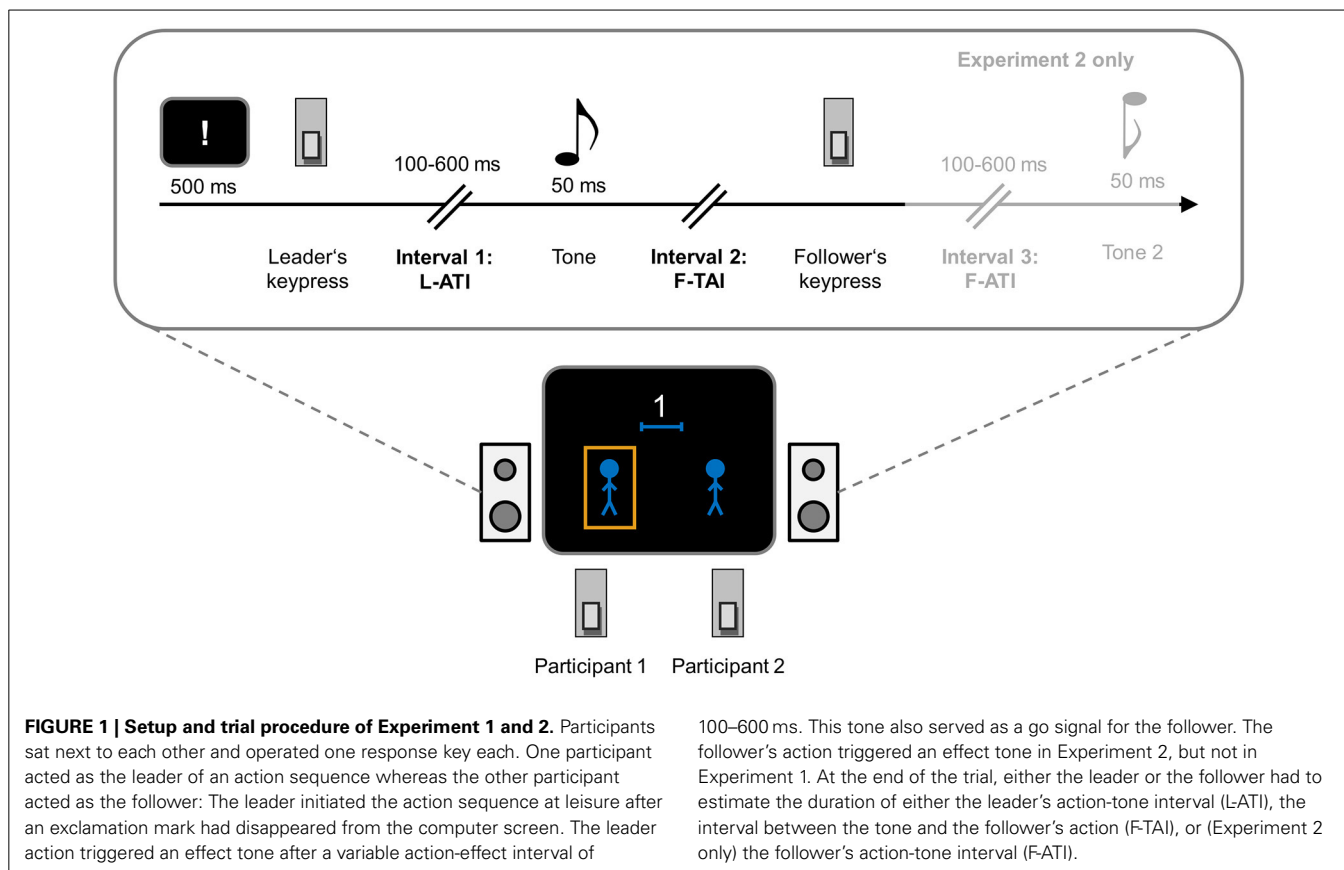 Experiment 2 only
!
500 ms
100-600 ms
50 ms
100-600 ms
50 ms
Leader‘s
keypress
Interval 1:
L-ATI
Tone
Interval 2:
F-TAI
Follower‘s
keypress
Interval 3:
F-ATI
Tone 2
1
Participant 1
Participant 2
FIGURE 1 | Setup and trial procedure of Experiment 1 and 2. Participants
sat next to each other and operated one response key each. One participant
acted as the leader of an action sequence whereas the other participant
acted as the follower: The leader initiated the action sequence at leisure after
an exclamation mark had disappeared from the computer screen. The leader
action triggered an effect tone after a variable action-effect interval of
100–600 ms. This tone also served as a go signal for the follower. The
follower’s action triggered an effect tone in Experiment 2, but not in
Experiment 1. At the end of the trial, either the leader or the follower had to
estimate the duration of either the leader’s action-tone interval (L-ATI), the
interval between the tone and the follower’s action (F-TAI), or (Experiment 2
only) the follower’s action-tone interval (F-ATI).